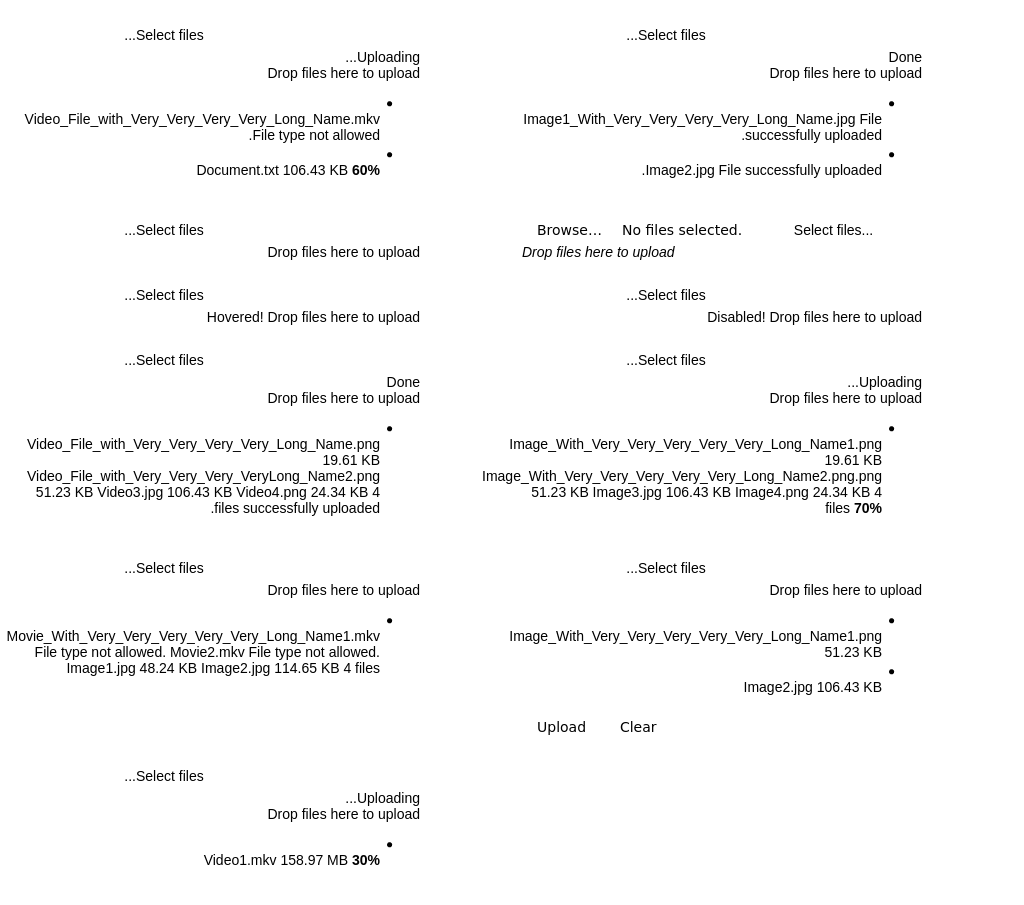 ...Select files
...Uploading
Drop files here to upload
Video_File_with_Very_Very_Very_Very_Long_Name.mkv
.File type not allowed
Document.txt 106.43 KB 60%
...Select files
Done
Drop files here to upload
Image1_With_Very_Very_Very_Very_Long_Name.jpg File
.successfully uploaded
.Image2.jpg File successfully uploaded
...Select files
Drop files here to upload
Browse... No files selected. Select files...
Drop files here to upload
...Select files
Hovered! Drop files here to upload
...Select files
Disabled! Drop files here to upload
...Select files
Done
Drop files here to upload
Video_File_with_Very_Very_Very_Very_Long_Name.png
19.61 KB
Video_File_with_Very_Very_Very_VeryLong_Name2.png
51.23 KB Video3.jpg 106.43 KB Video4.png 24.34 KB 4
.files successfully uploaded
...Select files
...Uploading
Drop files here to upload
Image_With_Very_Very_Very_Very_Very_Long_Name1.png
19.61 KB
Image_With_Very_Very_Very_Very_Very_Long_Name2.png.png
51.23 KB Image3.jpg 106.43 KB Image4.png 24.34 KB 4
files 70%
...Select files
Drop files here to upload
Movie_With_Very_Very_Very_Very_Very_Long_Name1.mkv
File type not allowed. Movie2.mkv File type not allowed.
Image1.jpg 48.24 KB Image2.jpg 114.65 KB 4 files
...Select files
Drop files here to upload
Image_With_Very_Very_Very_Very_Very_Long_Name1.png
51.23 KB
Image2.jpg 106.43 KB
Upload Clear
...Select files
...Uploading
Drop files here to upload
Video1.mkv 158.97 MB 30%